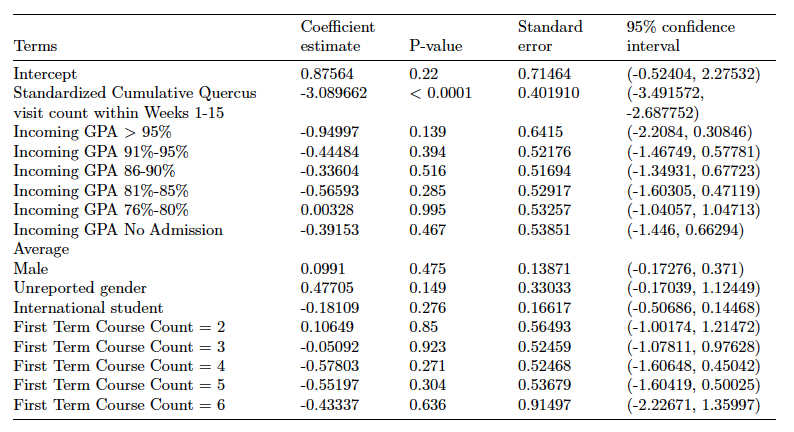 Coefficient Standard 95% confidence
Terms estimate P-value error interval
Intercept 0.87564 0.22 0.71464 (-0.52404, 2.27532)
Standardized Cumulative Quercus -3.089662 < 0.0001 0.401910 (-3.491572,
visit count within Weeks 1-15 -2.687752)
Incoming GPA > 95% -0.94997 0.139 0.6415 (-2.2084, 0.30846)
Incoming GPA 91%-95% -0.44484 0.394 0.52176 (-1.46749, 0.57781)
Incoming GPA 86-90% -0.33604 0.516 0.51694 (-1.34931, 0.67723)
Incoming GPA 81%-85% -0.56593 0.285 0.52917 (-1.60305, 0.47119)
Incoming GPA 76%-80% 0.00328 0.995 0.53257 (-1.04057, 1.04713)
Incoming GPA No Admission -0.39153 0.467 0.53851 (-1.446, 0.66294)
Average
Male 0.0991 0.475 0.13871 (-0.17276, 0.371)
Unreported gender 0.47705 0.149 0.33033 (-0.17039, 1.12449)
International student -0.18109 0.276 0.16617 (-0.50686, 0.14468)
First Term Course Count = 2 0.10649 0.85 0.56493 (-1.00174, 1.21472)
First Term Course Count = 3 -0.05092 0.923 0.52459 (-1.07811, 0.97628)
First Term Course Count = 4 -0.57803 0.271 0.52468 (-1.60648, 0.45042)
First Term Course Count = 5 -0.55197 0.304 0.53679 (-1.60419, 0.50025)
First Term Course Count = 6 -0.43337 0.636 0.91497 (-2.22671, 1.35997)